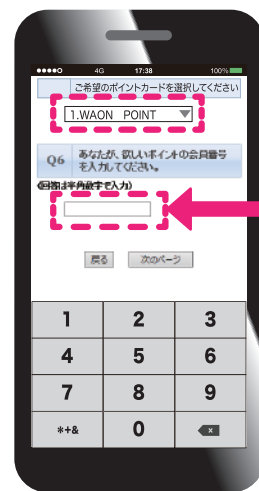 4G 17:38 100%
ご希望のポイントカードを選択してください
1.WAON POINT
Q6 あなたが、欲しいポイントの会員番号
を入力してください。
(回答は半角数字で入力)
戻る 次のページ
1 2 3
4 5 6
7 8 9
*+& 0 x